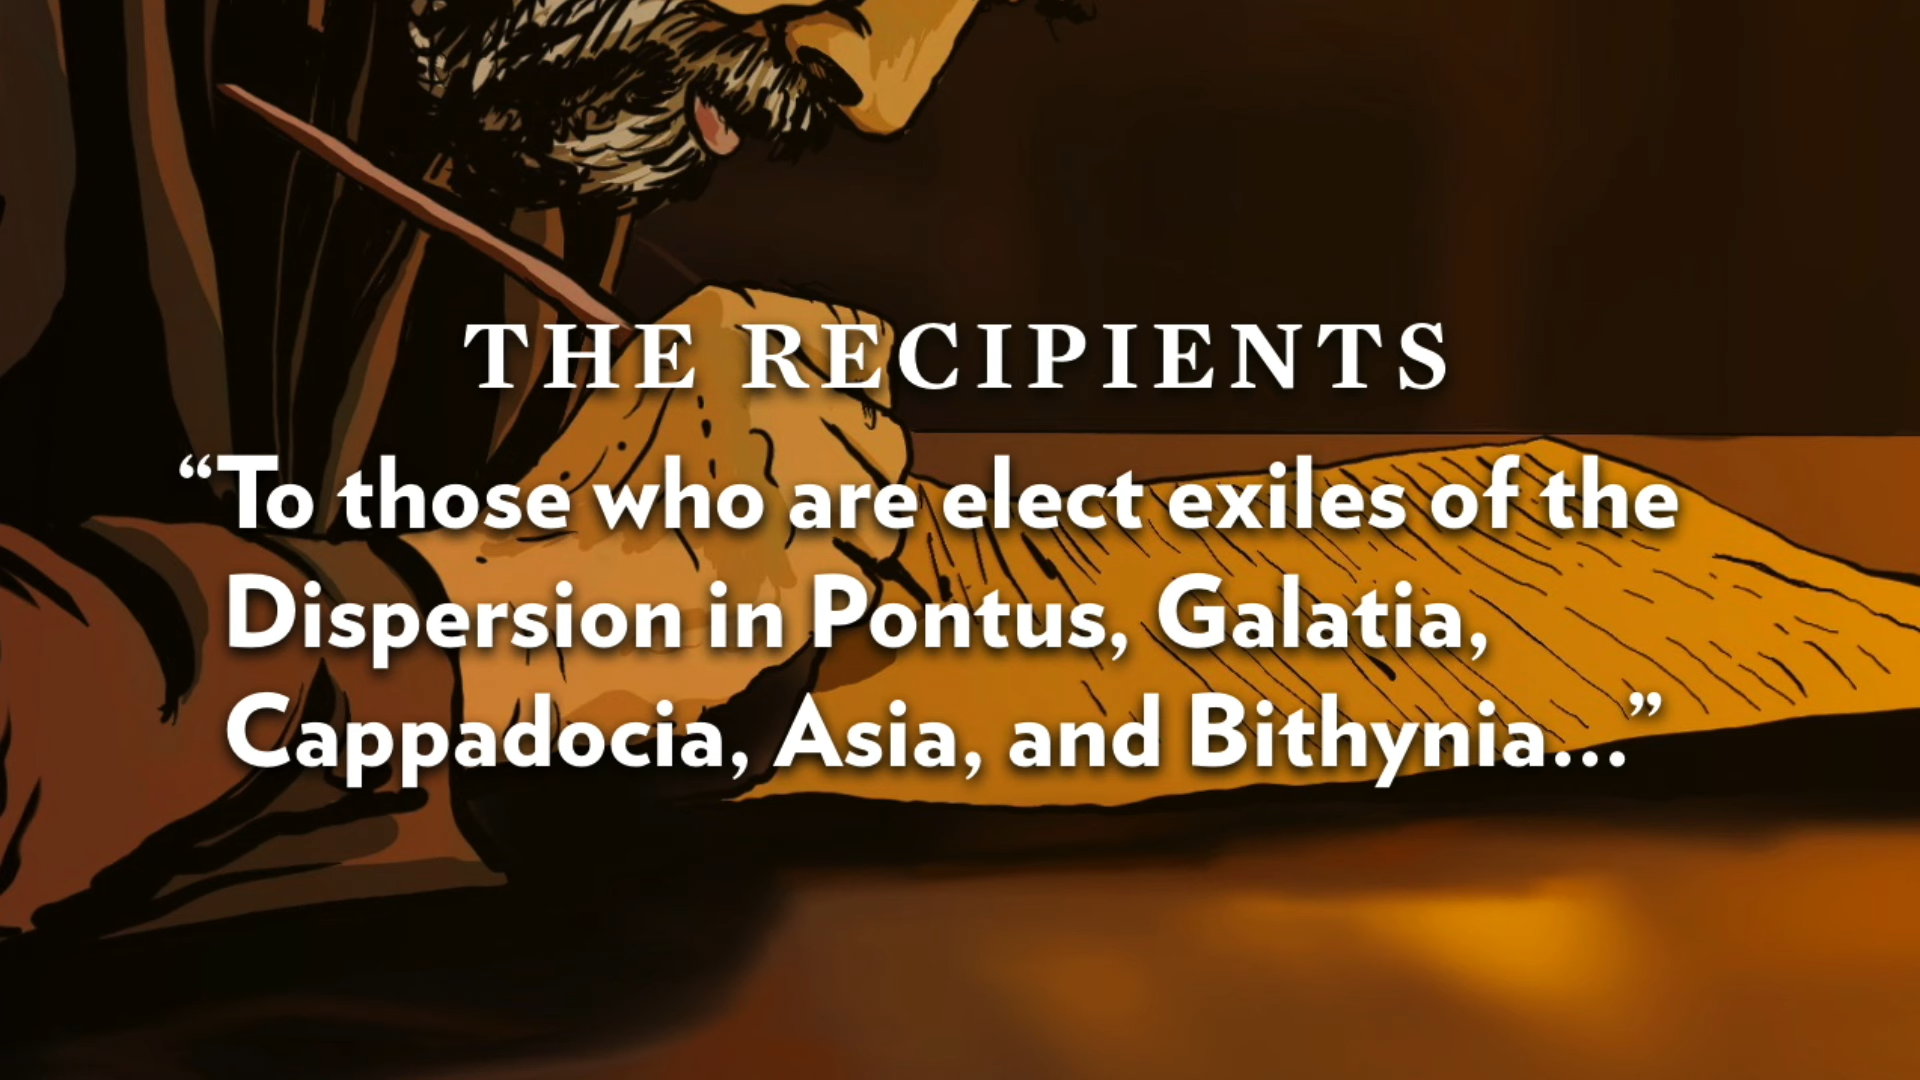 THE RECIPIENTS
“To those who are elect exiles of the
Dispersion in Pontus, Galatia,
Cappadocia, Asia, and Bithynia...”